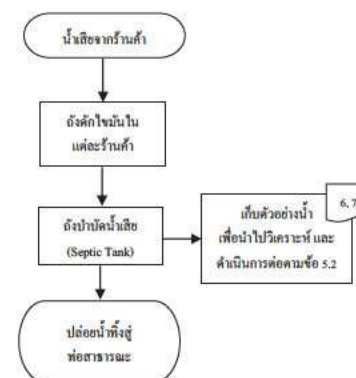 น้ำเสียจากร้านค้า
ถังดักไขมันใน
แต่ละร้านค้า
ถังบำบัดน้ำเสีย
(Septic Tank)
6, 7
เก็บตัวอย่างน้ำ
เพื่อนำไปวิเคราะห์ และ
ดำเนินการต่อตามข้อ 5.2
ปล่อยน้ำทิ้งสู่
ท่อสาธารณะ